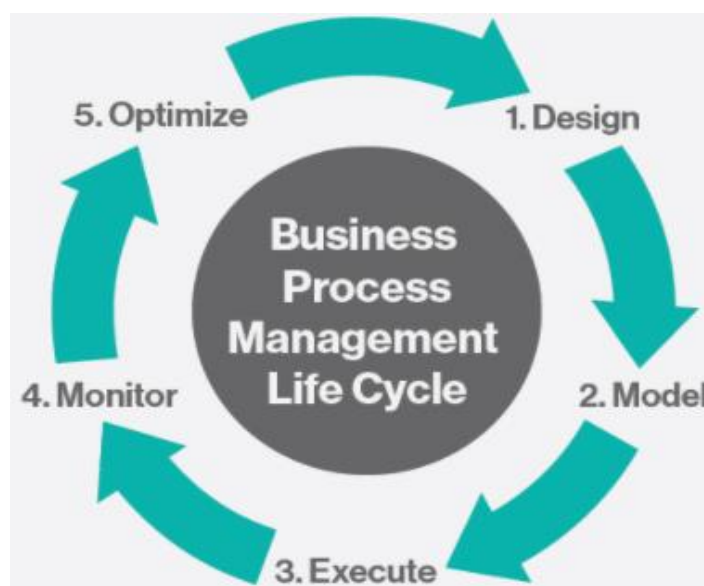 Business
Process
Management
Life Cycle
1. Design
2. Model
3. Execute
4. Monitor
5. Optimize